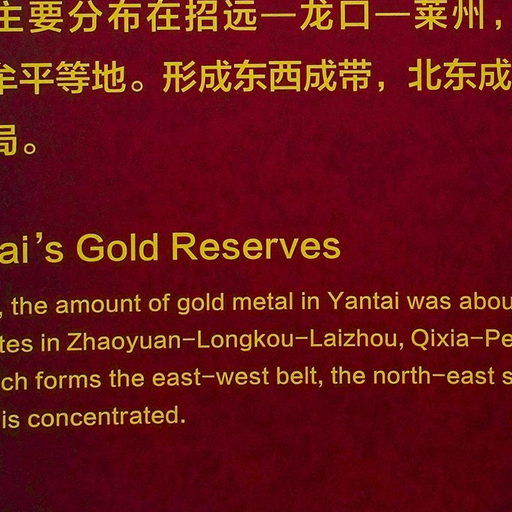 主要分布在招远—龙口—莱州，
牟平等地。形成东西成带，北东成
局。
ai's Gold Reserves
, the amount of gold metal in Yantai was abou
tes in Zhaoyuan-Longkou-Laizhou, Qixia-Pe
ch forms the east-west belt, the north-east s
is concentrated.